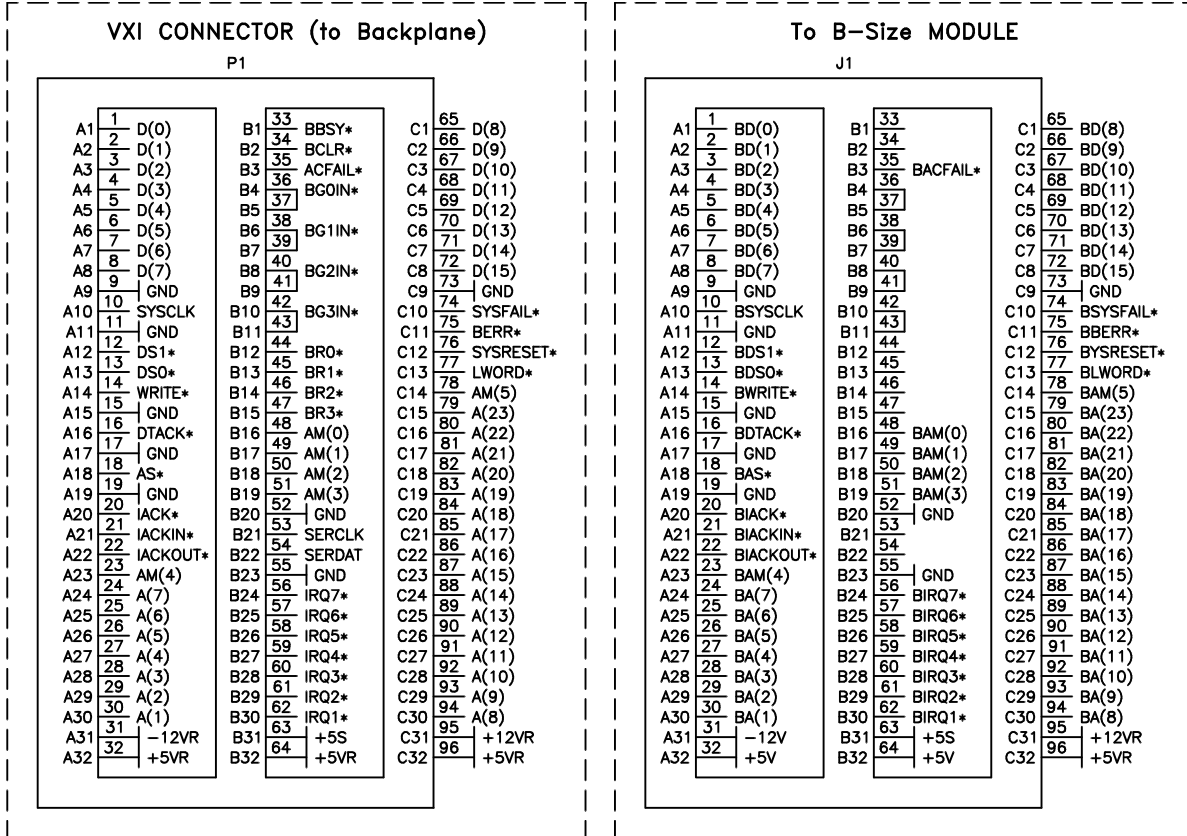 VXI CONNECTOR (to Backplane)
P1
A1 1 D(0) B1 33 BBSY* C1 65 D(8)
A2 2 D(1) B2 34 BCLR* C2 66 D(9)
A3 3 D(2) B3 35 ACFAIL* C3 67 D(10)
A4 4 D(3) B4 36 BG0IN* C4 68 D(11)
A5 5 D(4) B5 37 C5 69 D(12)
A6 6 D(5) B6 38 BG1IN* C6 70 D(13)
A7 7 D(6) B7 39 C7 71 D(14)
A8 8 D(7) B8 40 BG2IN* C8 72 D(15)
A9 9 GND B9 41 C9 73 GND
A10 10 SYSCLK B10 42 BG3IN* C10 74 SYSFAIL*
A11 11 GND B11 43 C11 75 BERR*
A12 12 DS1* B12 44 BR0* C12 76 SYSRESET*
A13 13 DS0* B13 45 BR1* C13 77 LWORD*
A14 14 WRITE* B14 46 BR2* C14 78 AM(5)
A15 15 GND B15 47 BR3* C15 79 A(23)
A16 16 DTACK* B16 48 AM(0) C16 80 A(22)
A17 17 GND B17 49 AM(1) C17 81 A(21)
A18 18 AS* B18 50 AM(2) C18 82 A(20)
A19 19 GND B19 51 AM(3) C19 83 A(19)
A20 20 IACK* B20 52 GND C20 84 A(18)
A21 21 IACKIN* B21 53 SERCLK C21 85 A(17)
A22 22 IACKOUT* B22 54 SERDAT C22 86 A(16)
A23 23 AM(4) B23 55 GND C23 87 A(15)
A24 24 A(7) B24 56 IRQ7* C24 88 A(14)
A25 25 A(6) B25 57 IRQ6* C25 89 A(13)
A26 26 A(5) B26 58 IRQ5* C26 90 A(12)
A27 27 A(4) B27 59 IRQ4* C27 91 A(11)
A28 28 A(3) B28 60 IRQ3* C28 92 A(10)
A29 29 A(2) B29 61 IRQ2* C29 93 A(9)
A30 30 A(1) B30 62 IRQ1* C30 94 A(8)
A31 31 -12VR B31 63 +5S C31 95 +12VR
A32 32 +5VR B32 64 +5VR C32 96 +5VR
To B-Size MODULE
J1
A1 1 BD(0) B1 33 C1 65 BD(8)
A2 2 BD(1) B2 34 C2 66 BD(9)
A3 3 BD(2) B3 35 BACFAIL* C3 67 BD(10)
A4 4 BD(3) B4 36 C4 68 BD(11)
A5 5 BD(4) B5 37 C5 69 BD(12)
A6 6 BD(5) B6 38 C6 70 BD(13)
A7 7 BD(6) B7 39 C7 71 BD(14)
A8 8 BD(7) B8 40 C8 72 BD(15)
A9 9 GND B9 41 C9 73 GND
A10 10 BSYSCLK B10 42 C10 74 BSYSFAIL*
A11 11 GND B11 43 C11 75 BBERR*
A12 12 BDS1* B12 44 C12 76 BYSRESET*
A13 13 BDS0* B13 45 C13 77 BLWORD*
A14 14 BWRITE* B14 46 C14 78 BAM(5)
A15 15 GND B15 47 C15 79 BA(23)
A16 16 BDTACK* B16 48 BAM(0) C16 80 BA(22)
A17 17 GND B17 49 BAM(1) C17 81 BA(21)
A18 18 BAS* B18 50 BAM(2) C18 82 BA(20)
A19 19 GND B19 51 BAM(3) C19 83 BA(19)
A20 20 BIACK* B20 52 GND C20 84 BA(18)
A21 21 BIACKIN* B21 53 C21 85 BA(17)
A22 22 BIACKOUT* B22 54 C22 86 BA(16)
A23 23 BAM(4) B23 55 GND C23 87 BA(15)
A24 24 BA(7) B24 56 BIRQ7* C24 88 BA(14)
A25 25 BA(6) B25 57 BIRQ6* C25 89 BA(13)
A26 26 BA(5) B26 58 BIRQ5* C26 90 BA(12)
A27 27 BA(4) B27 59 BIRQ4* C27 91 BA(11)
A28 28 BA(3) B28 60 BIRQ3* C28 92 BA(10)
A29 29 BA(2) B29 61 BIRQ2* C29 93 BA(9)
A30 30 BA(1) B30 62 BIRQ1* C30 94 BA(8)
A31 31 -12V B31 63 +5S C31 95 +12VR
A32 32 +5V B32 64 +5V C32 96 +5VR